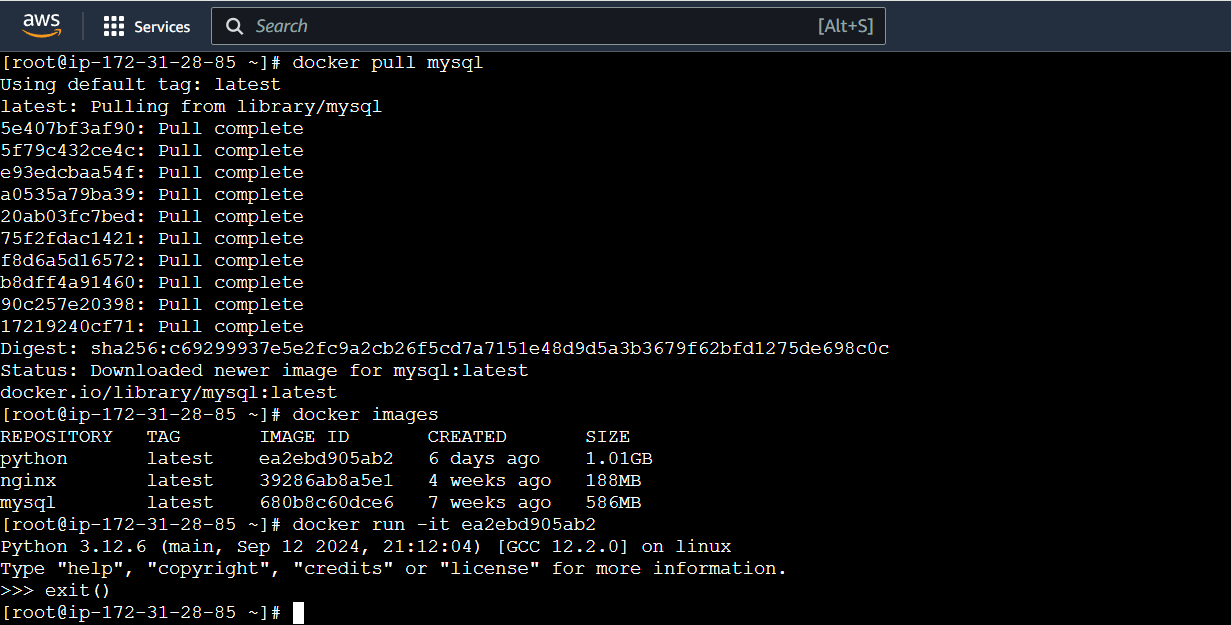 aws Services Search [Alt+S]
[root@ip-172-31-28-85 ~]# docker pull mysql
Using default tag: latest
latest: Pulling from library/mysql
5e407bf3af90: Pull complete
5f79c432ce4c: Pull complete
e93edcbaa54f: Pull complete
a0535a79ba39: Pull complete
20ab03fc7bed: Pull complete
75f2fdac1421: Pull complete
f8d6a5d16572: Pull complete
b8dff4a91460: Pull complete
90c257e20398: Pull complete
17219240cf71: Pull complete
Digest: sha256:c69299937e5e2fc9a2cb26f5cd7a7151e48d9d5a3b3679f62bfd1275de698c0c
Status: Downloaded newer image for mysql:latest
docker.io/library/mysql:latest
[root@ip-172-31-28-85 ~]# docker images
REPOSITORY TAG IMAGE ID CREATED SIZE
python latest ea2ebd905ab2 6 days ago 1.01GB
nginx latest 39286ab8a5e1 4 weeks ago 188MB
mysql latest 680b8c60dce6 7 weeks ago 586MB
[root@ip-172-31-28-85 ~]# docker run -it ea2ebd905ab2
Python 3.12.6 (main, Sep 12 2024, 21:12:04) [GCC 12.2.0] on linux
Type "help", "copyright", "credits" or "license" for more information.
>>> exit()
[root@ip-172-31-28-85 ~]#